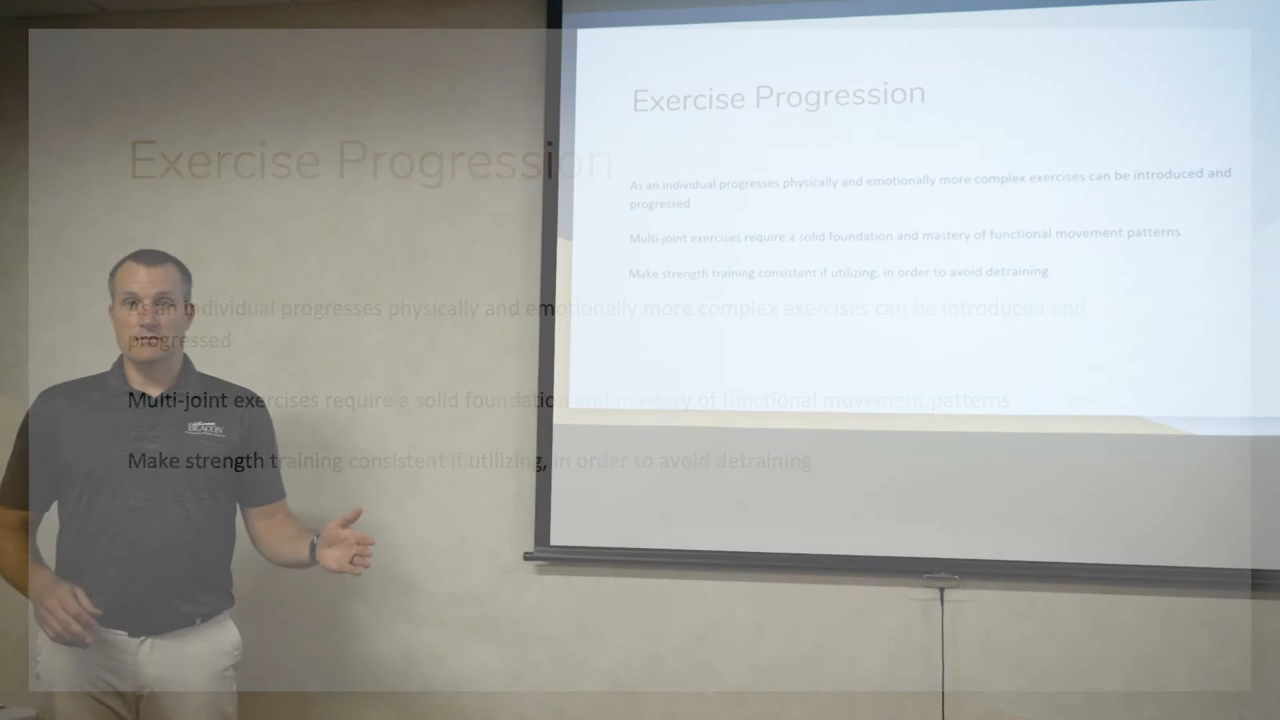 Exercise Progression
As an individual progresses physically and emotionally more complex exercises can be introduced and
progressed
Multi-joint exercises require a solid foundation and mastery of functional movement patterns
Make strength training consistent if utilizing, in order to avoid detraining
Exercise Progression
As an individual progresses physically and emotionally more complex exercises can be introduced and
progressed
Multi-joint exercises require a solid foundation and mastery of functional movement patterns
Make strength training consistent if utilizing, in order to avoid detraining
BEACON